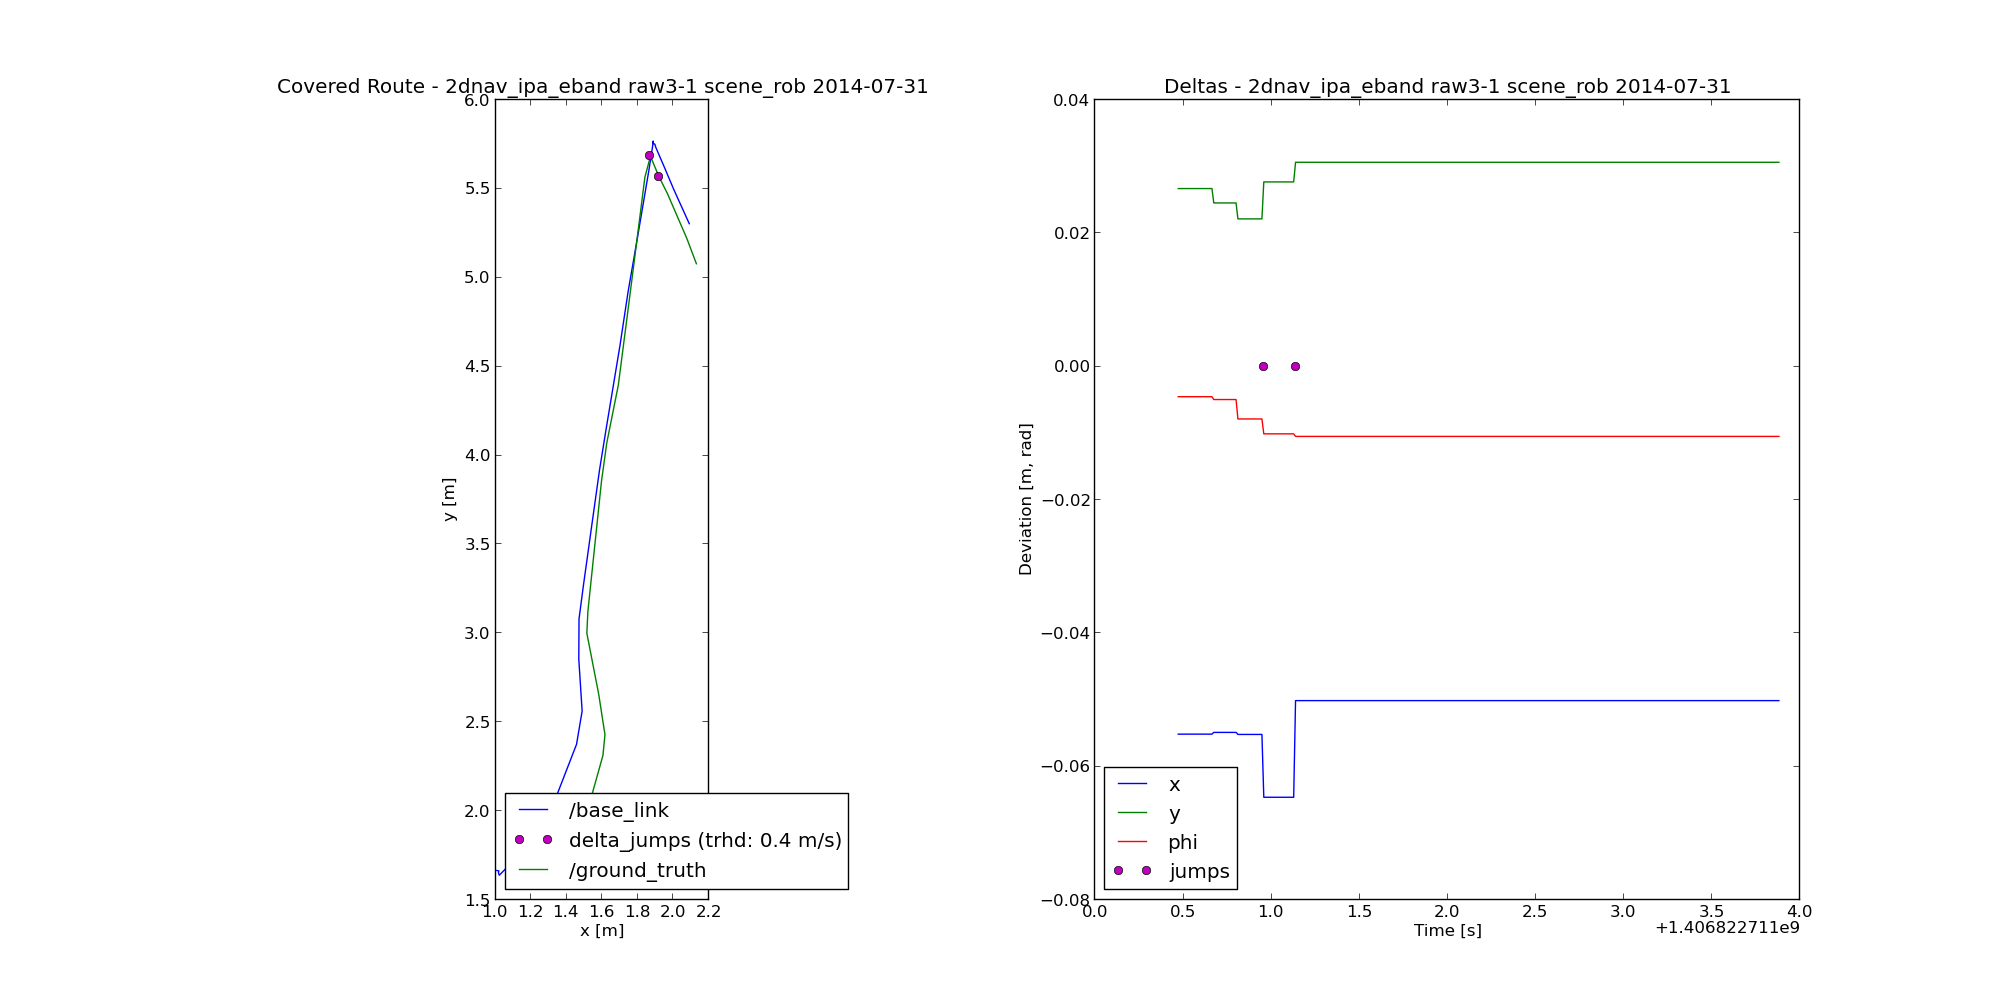 Covered Route - 2dnav_ipa_eband raw3-1 scene_rob 2014-07-31
6.0
5.5
5.0
4.5
4.0
3.5
3.0
2.5
2.0
1.5
y [m]
/base_link
delta_jumps (trhd: 0.4 m/s)
/ground_truth
1.0 1.2 1.4 1.6 1.8 2.0 2.2
x [m]
Deltas - 2dnav_ipa_eband raw3-1 scene_rob 2014-07-31
0.04
0.02
0.00
−0.02
−0.04
−0.06
−0.08
Deviation [m, rad]
x
y
phi
jumps
0.0 0.5 1.0 1.5 2.0 2.5 3.0 3.5 4.0
Time [s]
+1.406822711e9